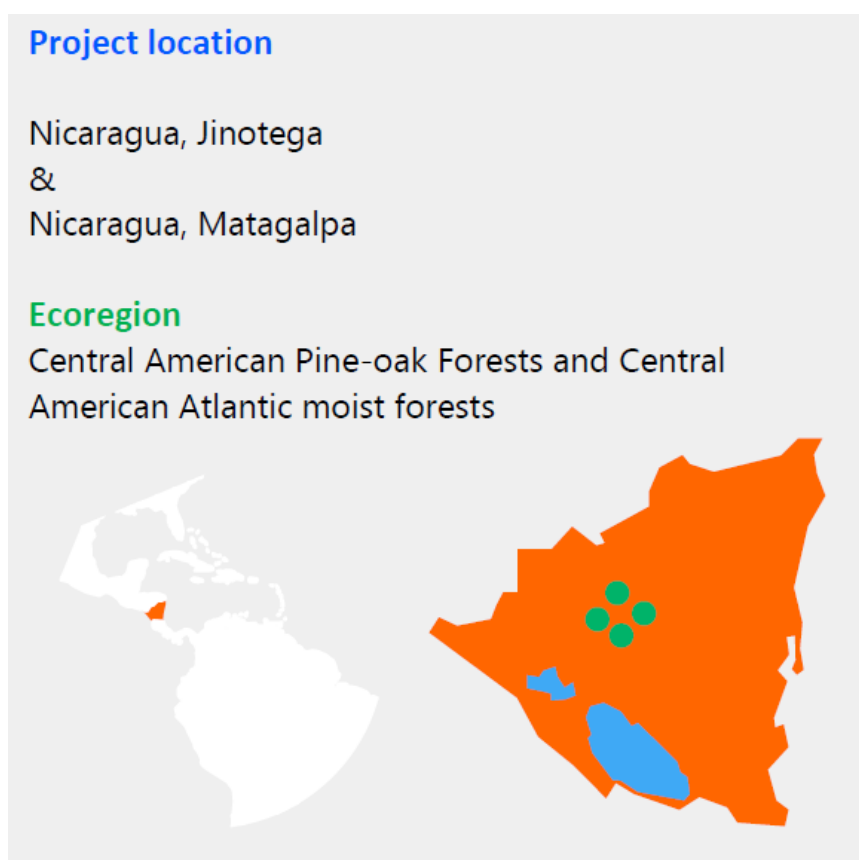 Project location
Nicaragua, Jinotega
&
Nicaragua, Matagalpa
Ecoregion
Central American Pine-oak Forests and Central
American Atlantic moist forests